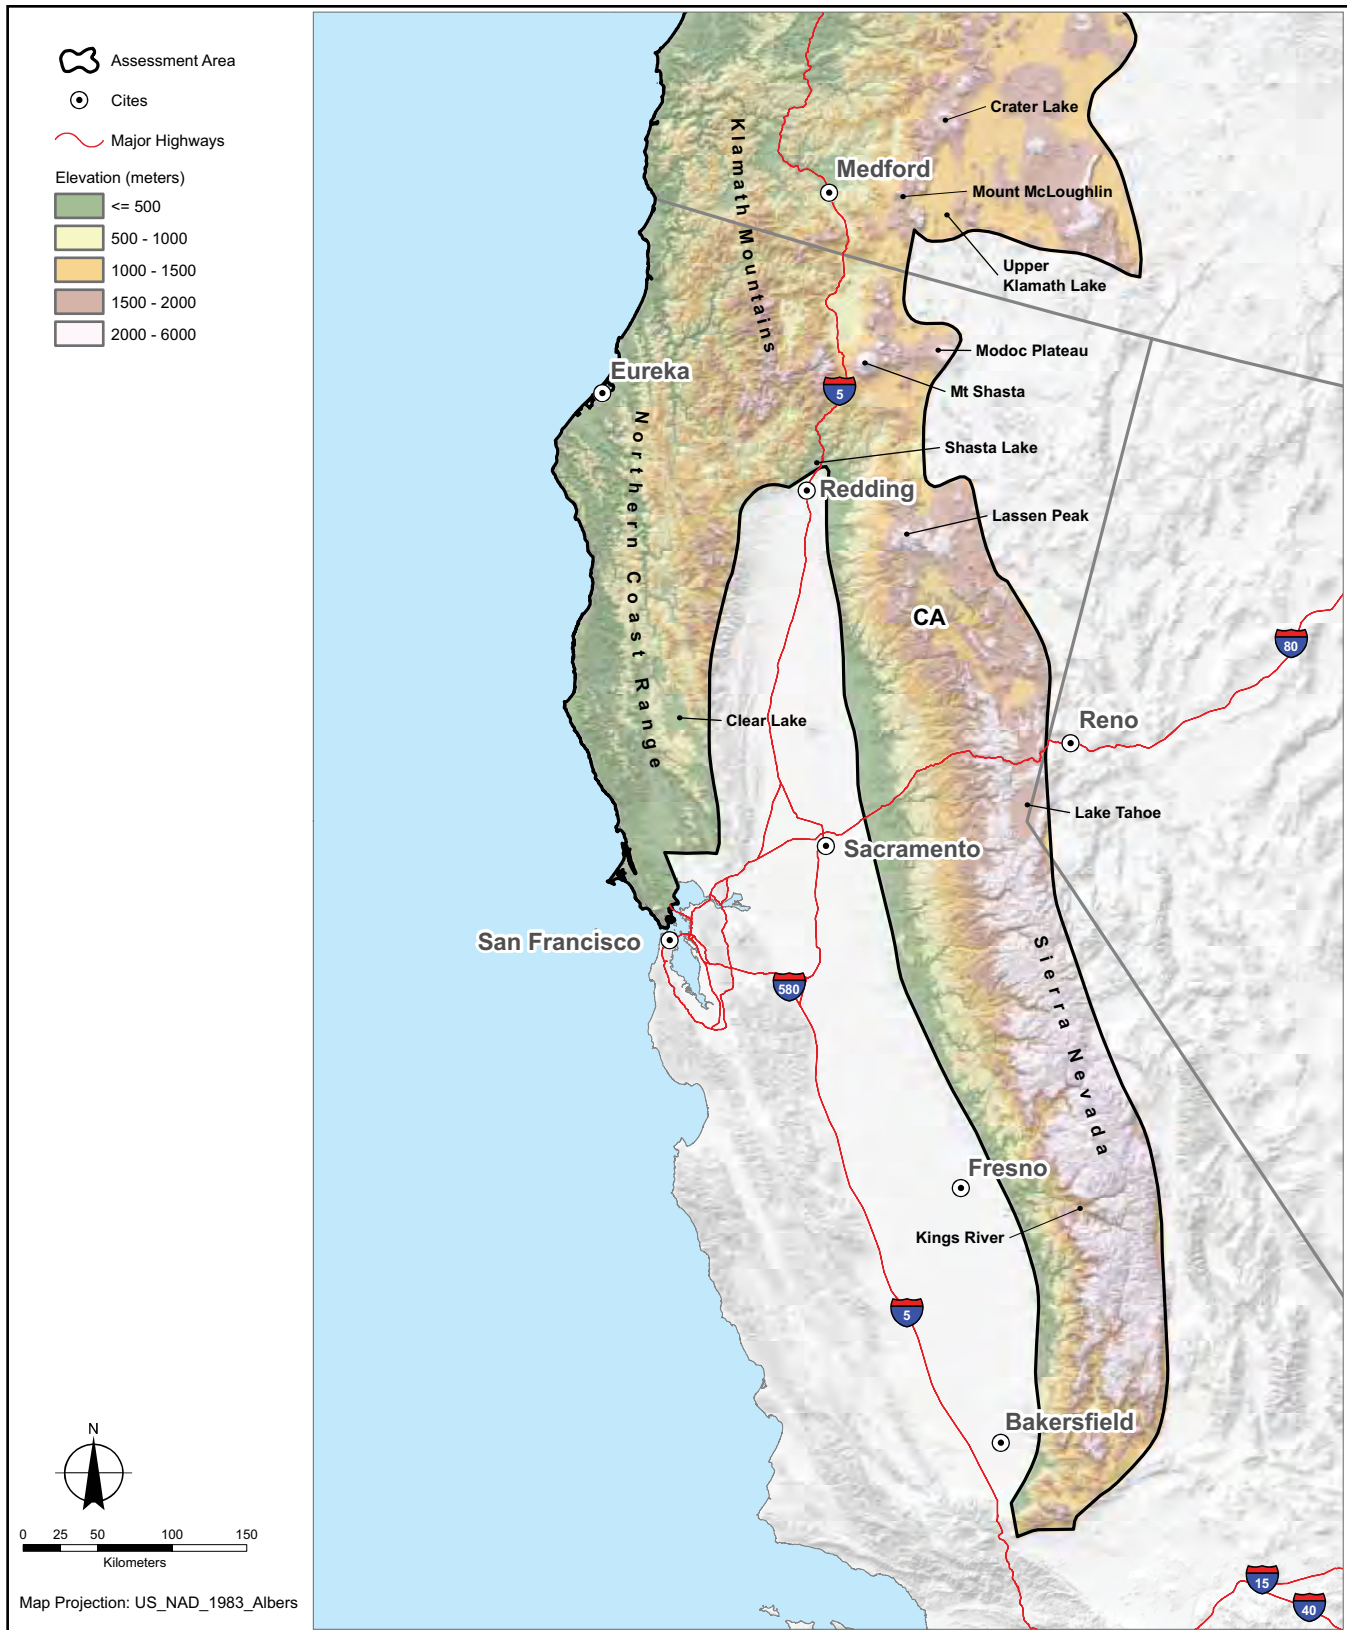 Assessment Area
Cites
Major Highways
Elevation (meters)
<= 500
500 - 1000
1000 - 1500
1500 - 2000
2000 - 6000
Crater Lake
Klamath Mountains
Medford
Mount McLoughlin
Upper
Klamath Lake
Modoc Plateau
Mt Shasta
5
Eureka
Northern Coast Range
Shasta Lake
Redding
Lassen Peak
CA
80
Clear Lake
Reno
Lake Tahoe
Sacramento
San Francisco
Sierra Nevada
580
Fresno
Kings River
5
Bakersfield
N
0 25 50 100 150
Kilometers
Map Projection: US_NAD_1983_Albers
15
40